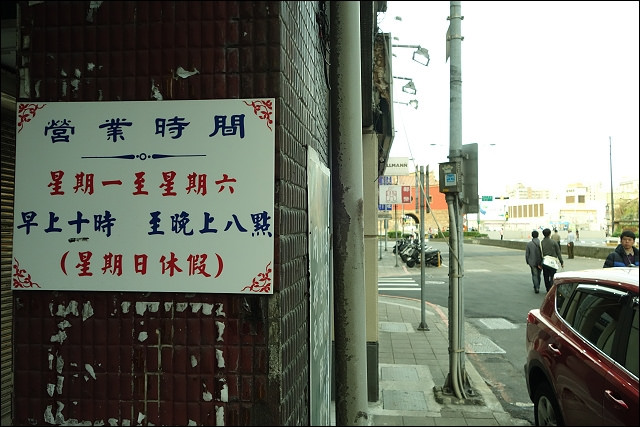 營業時間
星期一至星期六
早上十時　至晚上八點
(星期日休假)